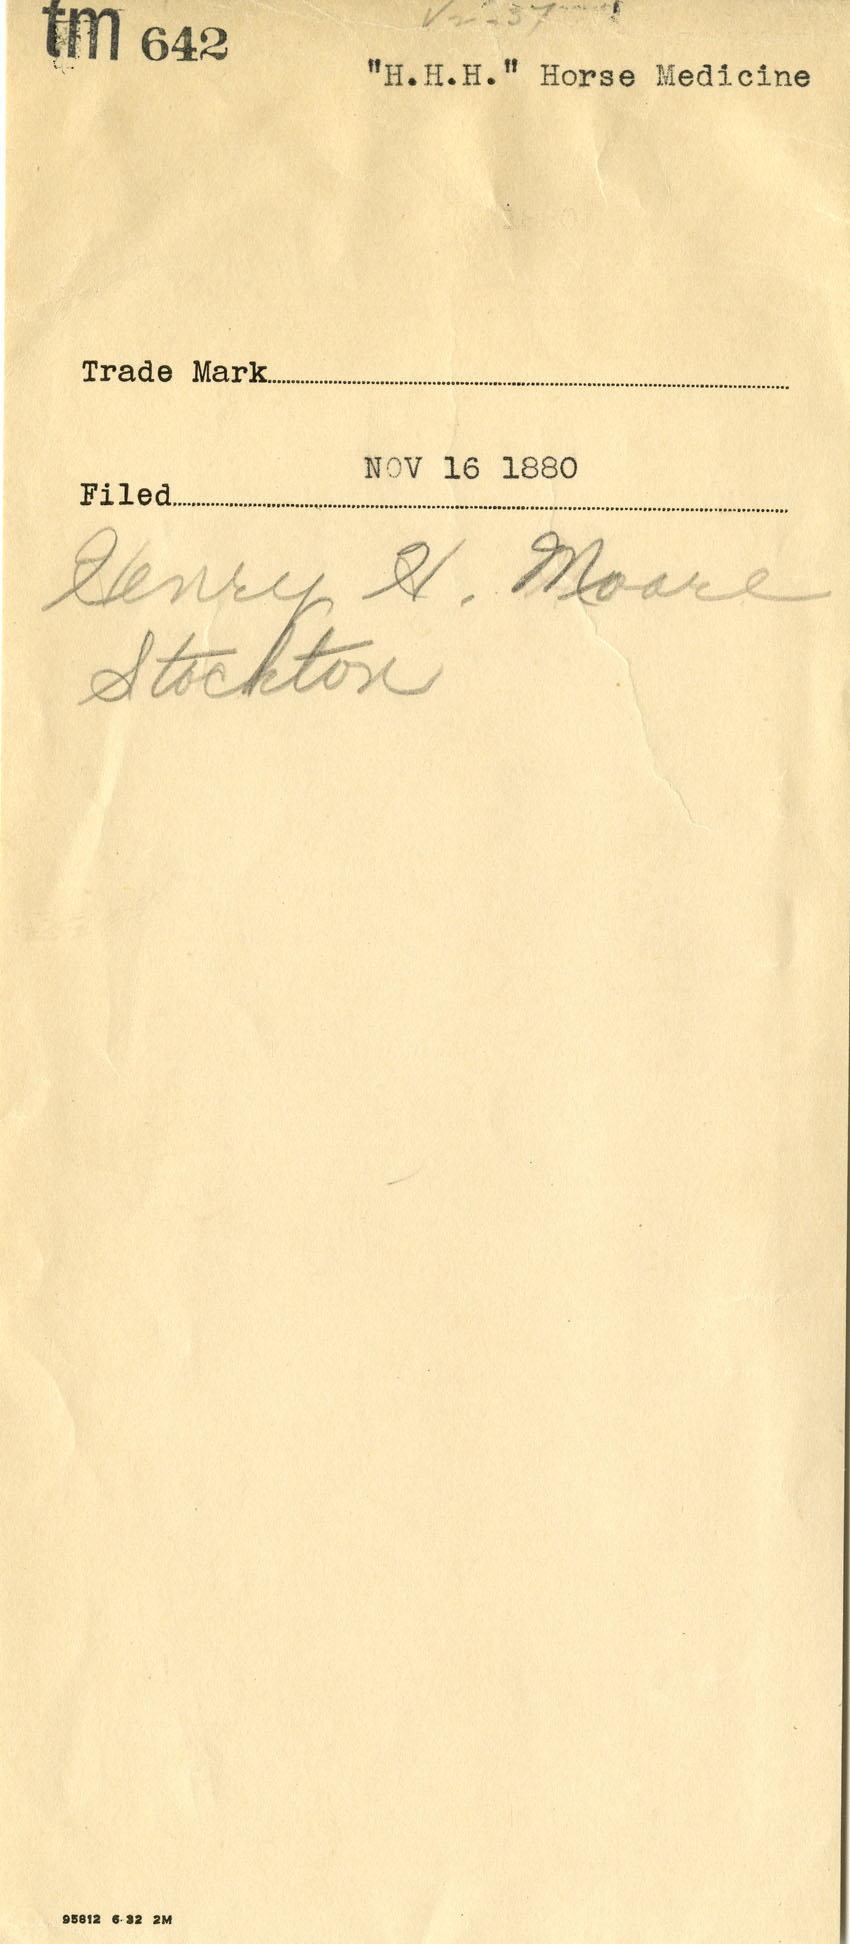 tm 642
"H.H.H." Horse Medicine
Trade Mark
NOV 16 1880
Filed
Henry H. Moore
Stockton
95812 6-32 2M